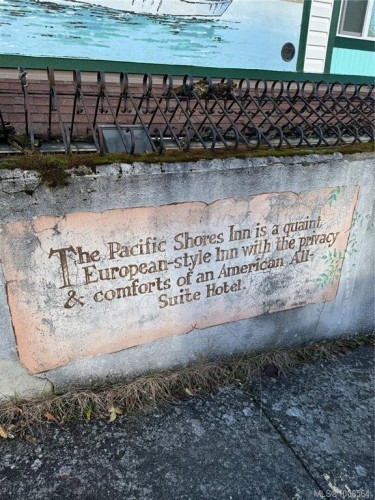 The Pacific Shores Inn is a quaint
European-style Inn with the privacy
& comforts of an American All-
Suite Hotel.